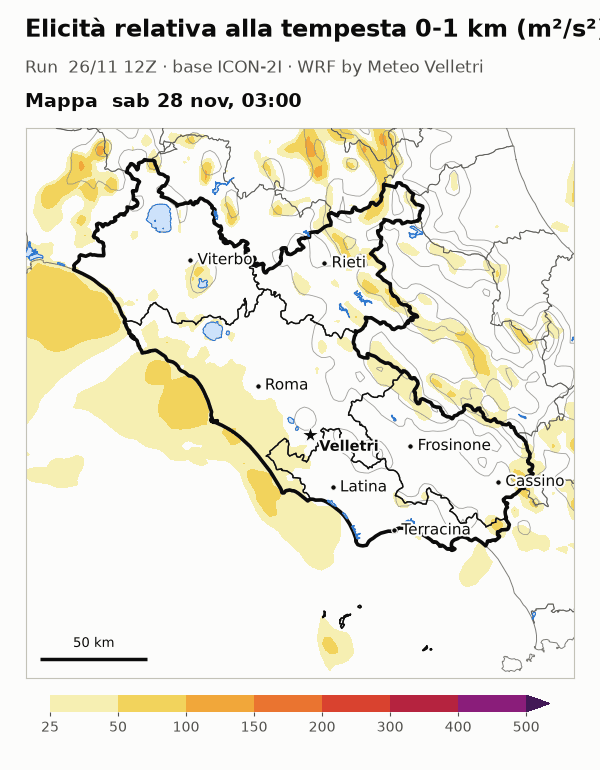 Elicità relativa alla tempesta 0-1 km (m²/s²)
Run  26/11 12Z · base ICON-2I · WRF by Meteo Velletri
Mappa  sab 28 nov, 03:00
Viterbo
Rieti
Roma
Velletri
Frosinone
Cassino
Latina
Terracina
50 km
25 50 100 150 200 300 400 500